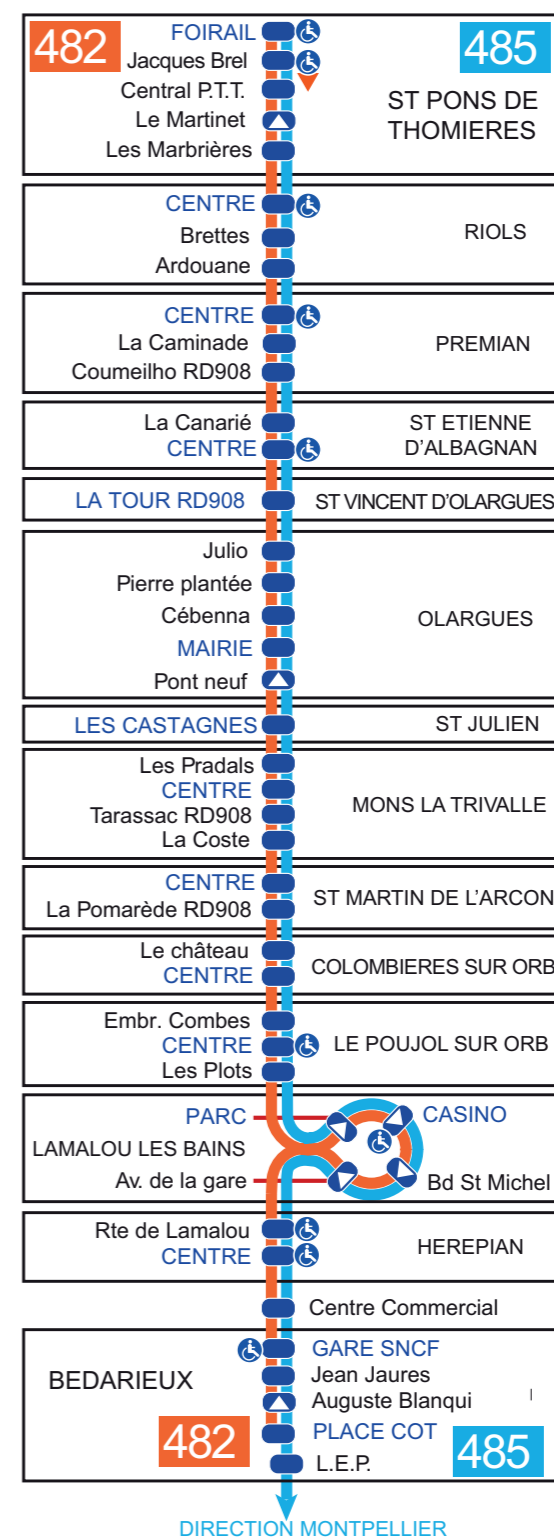 482
FOIRAIL
485
Jacques Brel
Central P.T.T.
ST PONS DE
THOMIERES
Le Martinet
Les Marbrières
CENTRE
Brettes
RIOLS
Ardouane
CENTRE
La Caminade
PREMIAN
Coumeilho RD908
La Canarié
ST ETIENNE
D'ALBAGNAN
CENTRE
LA TOUR RD908
ST VINCENT D'OLARGUES
Julio
Pierre plantée
Cébenna
OLARGUES
MAIRIE
Pont neuf
LES CASTAGNES
ST JULIEN
Les Pradals
CENTRE
Tarassac RD908
MONS LA TRIVALLE
La Coste
CENTRE
ST MARTIN DE L'ARCON
La Pomarède RD908
Le château
CENTRE
COLOMBIERES SUR ORB
Embr. Combes
CENTRE
LE POUJOL SUR ORB
Les Plots
PARC
CASINO
LAMALOU LES BAINS
Av. de la gare
Bd St Michel
Rte de Lamalou
CENTRE
HEREPIAN
Centre Commercial
GARE SNCF
BEDARIEUX
Jean Jaures
Auguste Blanqui
482
PLACE COT
485
L.E.P.
DIRECTION MONTPELLIER